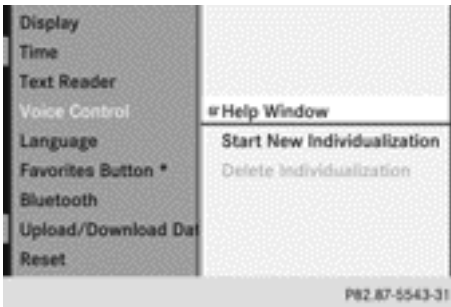 Display
Time
Text Reader
Voice Control
Language
Favorites Button *
Bluetooth
Upload/Download Dat
Reset
Help Window
Start New Individualization
Delete Individualization
P82.87-5543-31